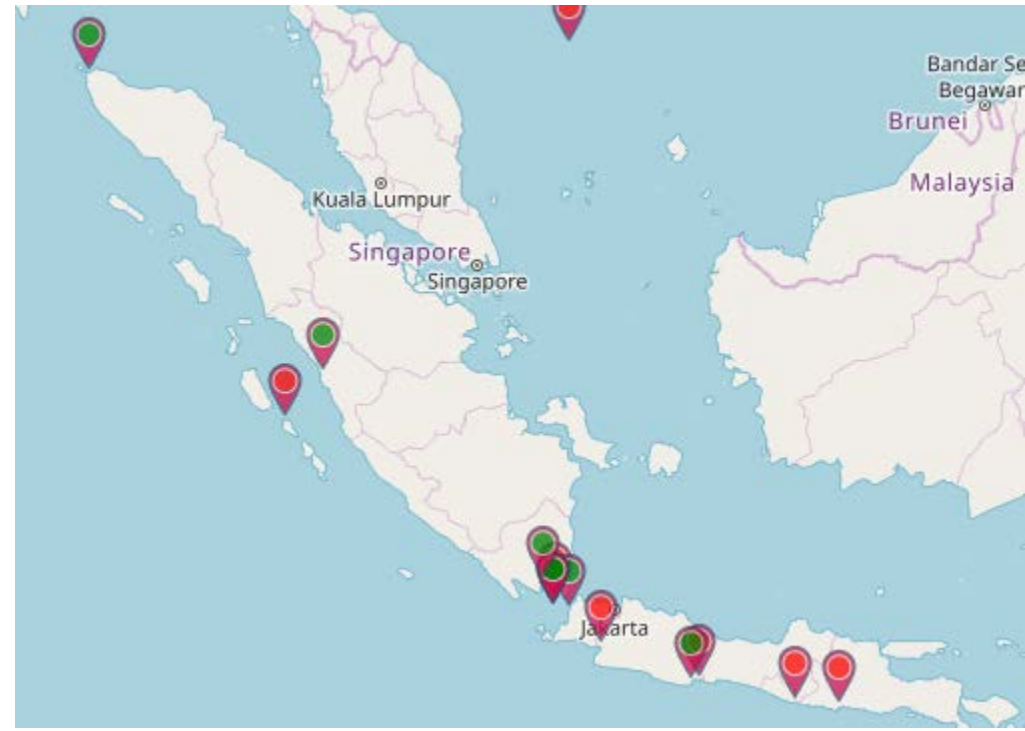 Bandar Se
Begawan
Brunei
Malaysia
Kuala Lumpur
Singapore
Singapore
Jakarta